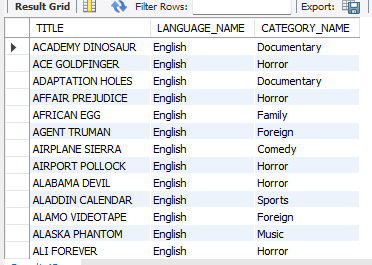 Result Grid Filter Rows: Export:
TITLE LANGUAGE_NAME CATEGORY_NAME
ACADEMY DINOSAUR English Documentary
ACE GOLDFINGER English Horror
ADAPTATION HOLES English Documentary
AFFAIR PREJUDICE English Horror
AFRICAN EGG English Family
AGENT TRUMAN English Foreign
AIRPLANE SIERRA English Comedy
AIRPORT POLLOCK English Horror
ALABAMA DEVIL English Horror
ALADDIN CALENDAR English Sports
ALAMO VIDEOTAPE English Foreign
ALASKA PHANTOM English Music
ALI FOREVER English Horror